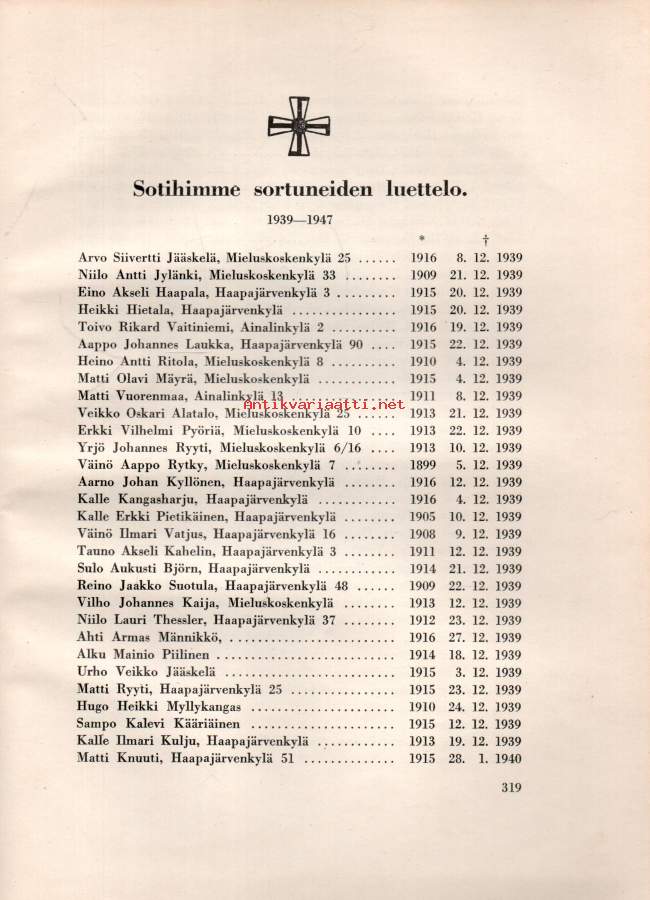 Sotihimme sortuneiden luettelo.
1939—1947
* †
Arvo Siivertti Jääskelä, Mieluskoskenkylä 25 ...... 1916 8. 12. 1939
Niilo Antti Jylänki, Mieluskoskenkylä 33 ........ 1909 21. 12. 1939
Eino Akseli Haapala, Haapajärvenkylä 3 ......... 1915 20. 12. 1939
Heikki Hietala, Haapajärvenkylä ................ 1915 20. 12. 1939
Toivo Rikard Vaitiniemi, Ainalinkylä 2 .......... 1916 19. 12. 1939
Aappo Johannes Laukka, Haapajärvenkylä 90 .... 1915 22. 12. 1939
Heino Antti Ritola, Mieluskoskenkylä 8 .......... 1910 4. 12. 1939
Matti Olavi Mäyrä, Mieluskoskenkylä ............ 1915 4. 12. 1939
Matti Vuorenmaa, Ainalinkylä 13 ................ 1911 8. 12. 1939
Antikvariaatti.net
Veikko Oskari Alatalo, Mieluskoskenkylä 25 ...... 1913 21. 12. 1939
Erkki Vilhelmi Pyöriä, Mieluskoskenkylä 10 .... 1913 22. 12. 1939
Yrjö Johannes Ryyti, Mieluskoskenkylä 6/16 .... 1913 10. 12. 1939
Väinö Aappo Rytky, Mieluskoskenkylä 7 ........ 1899 5. 12. 1939
Aarno Johan Kyllönen, Haapajärvenkylä ........ 1916 12. 12. 1939
Kalle Kangasharju, Haapajärvenkylä ............ 1916 4. 12. 1939
Kalle Erkki Pietikäinen, Haapajärvenkylä ........ 1905 10. 12. 1939
Väinö Ilmari Vatjus, Haapajärvenkylä 16 ........ 1908 9. 12. 1939
Tauno Akseli Kahelin, Haapajärvenkylä 3 ........ 1911 12. 12. 1939
Sulo Aukusti Björn, Haapajärvenkylä ............ 1914 21. 12. 1939
Reino Jaakko Suotula, Haapajärvenkylä 48 ...... 1909 22. 12. 1939
Vilho Johannes Kaija, Mieluskoskenkylä ........ 1913 12. 12. 1939
Niilo Lauri Thessler, Haapajärvenkylä 37 ........ 1912 23. 12. 1939
Ahti Armas Männikkö, .......................... 1916 27. 12. 1939
Alku Mainio Piilinen ............................ 1914 18. 12. 1939
Urho Veikko Jääskelä .......................... 1915 3. 12. 1939
Matti Ryyti, Haapajärvenkylä 25 ................ 1915 23. 12. 1939
Hugo Heikki Myllykangas ...................... 1910 24. 12. 1939
Sampo Kalevi Kääriäinen ...................... 1915 12. 12. 1939
Kalle Ilmari Kulju, Haapajärvenkylä ............ 1913 19. 12. 1939
Matti Knuuti, Haapajärvenkylä 51 .............. 1915 28. 1. 1940
319